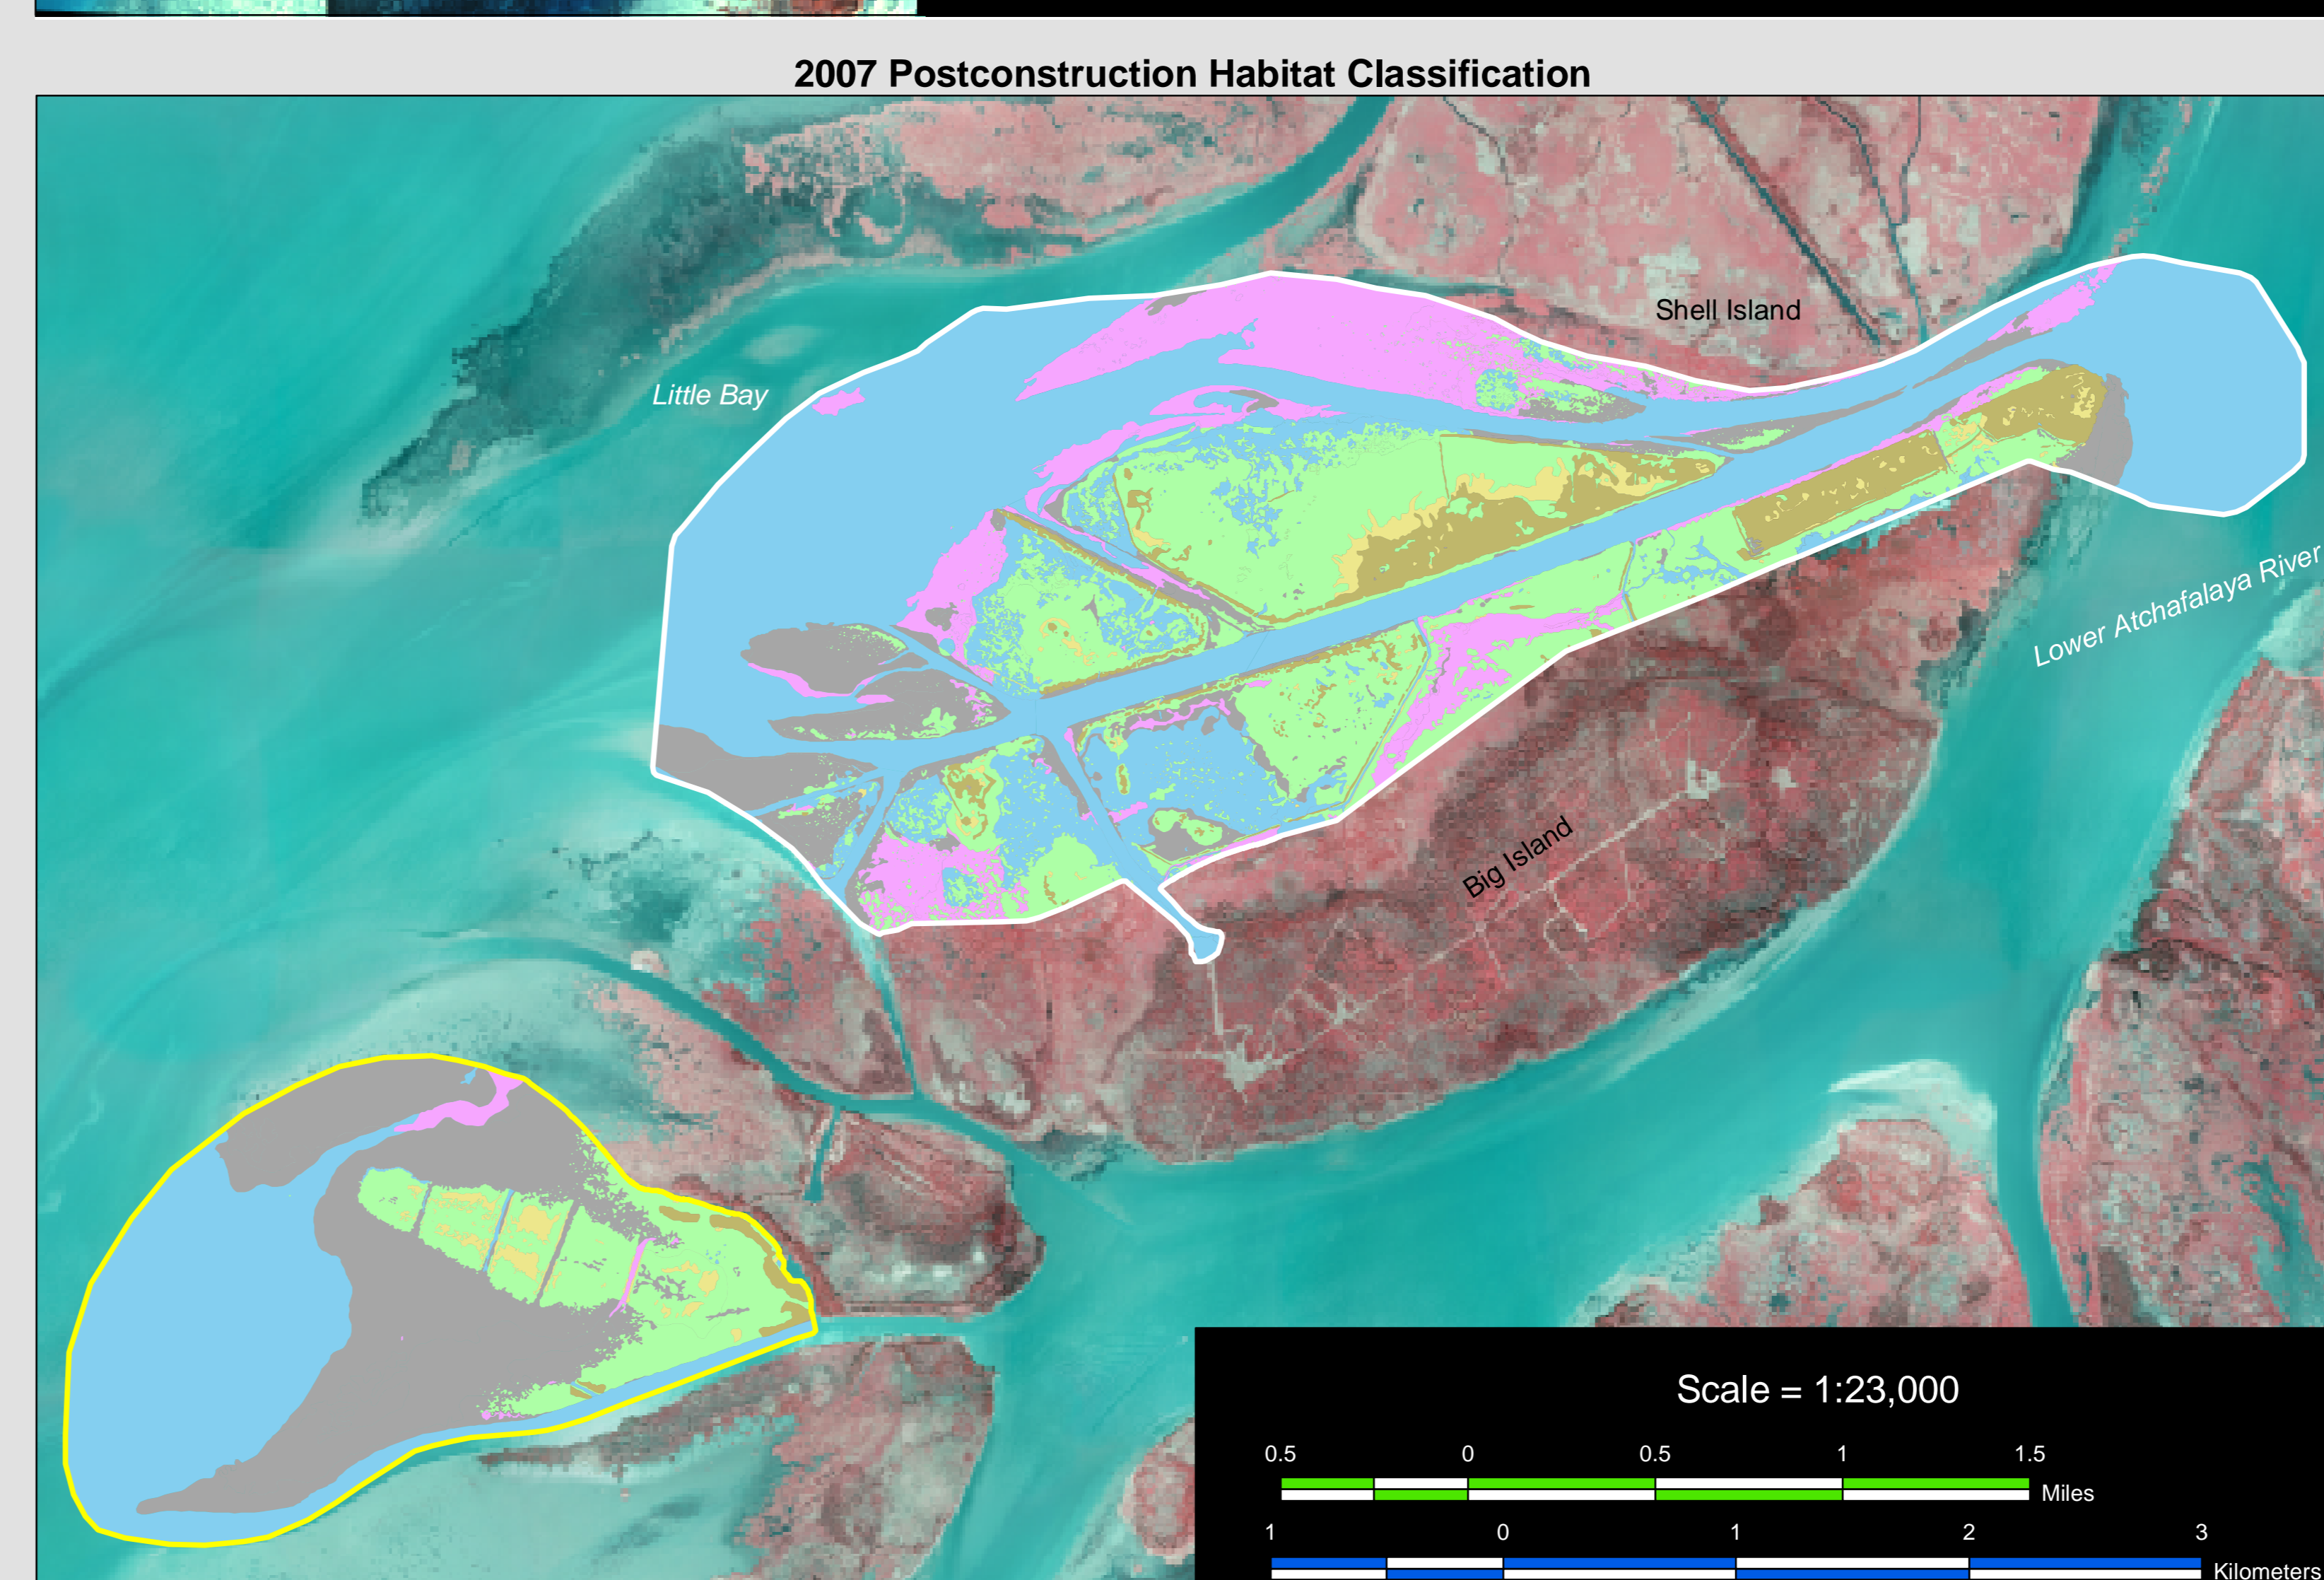 2007 Postconstruction Habitat Classification
Shell Island
Little Bay
Lower Atchafalaya River
Big Island
Scale = 1:23,000
0.5 0 0.5 1 1.5
Miles
1 0 1 2 3
Kilometers